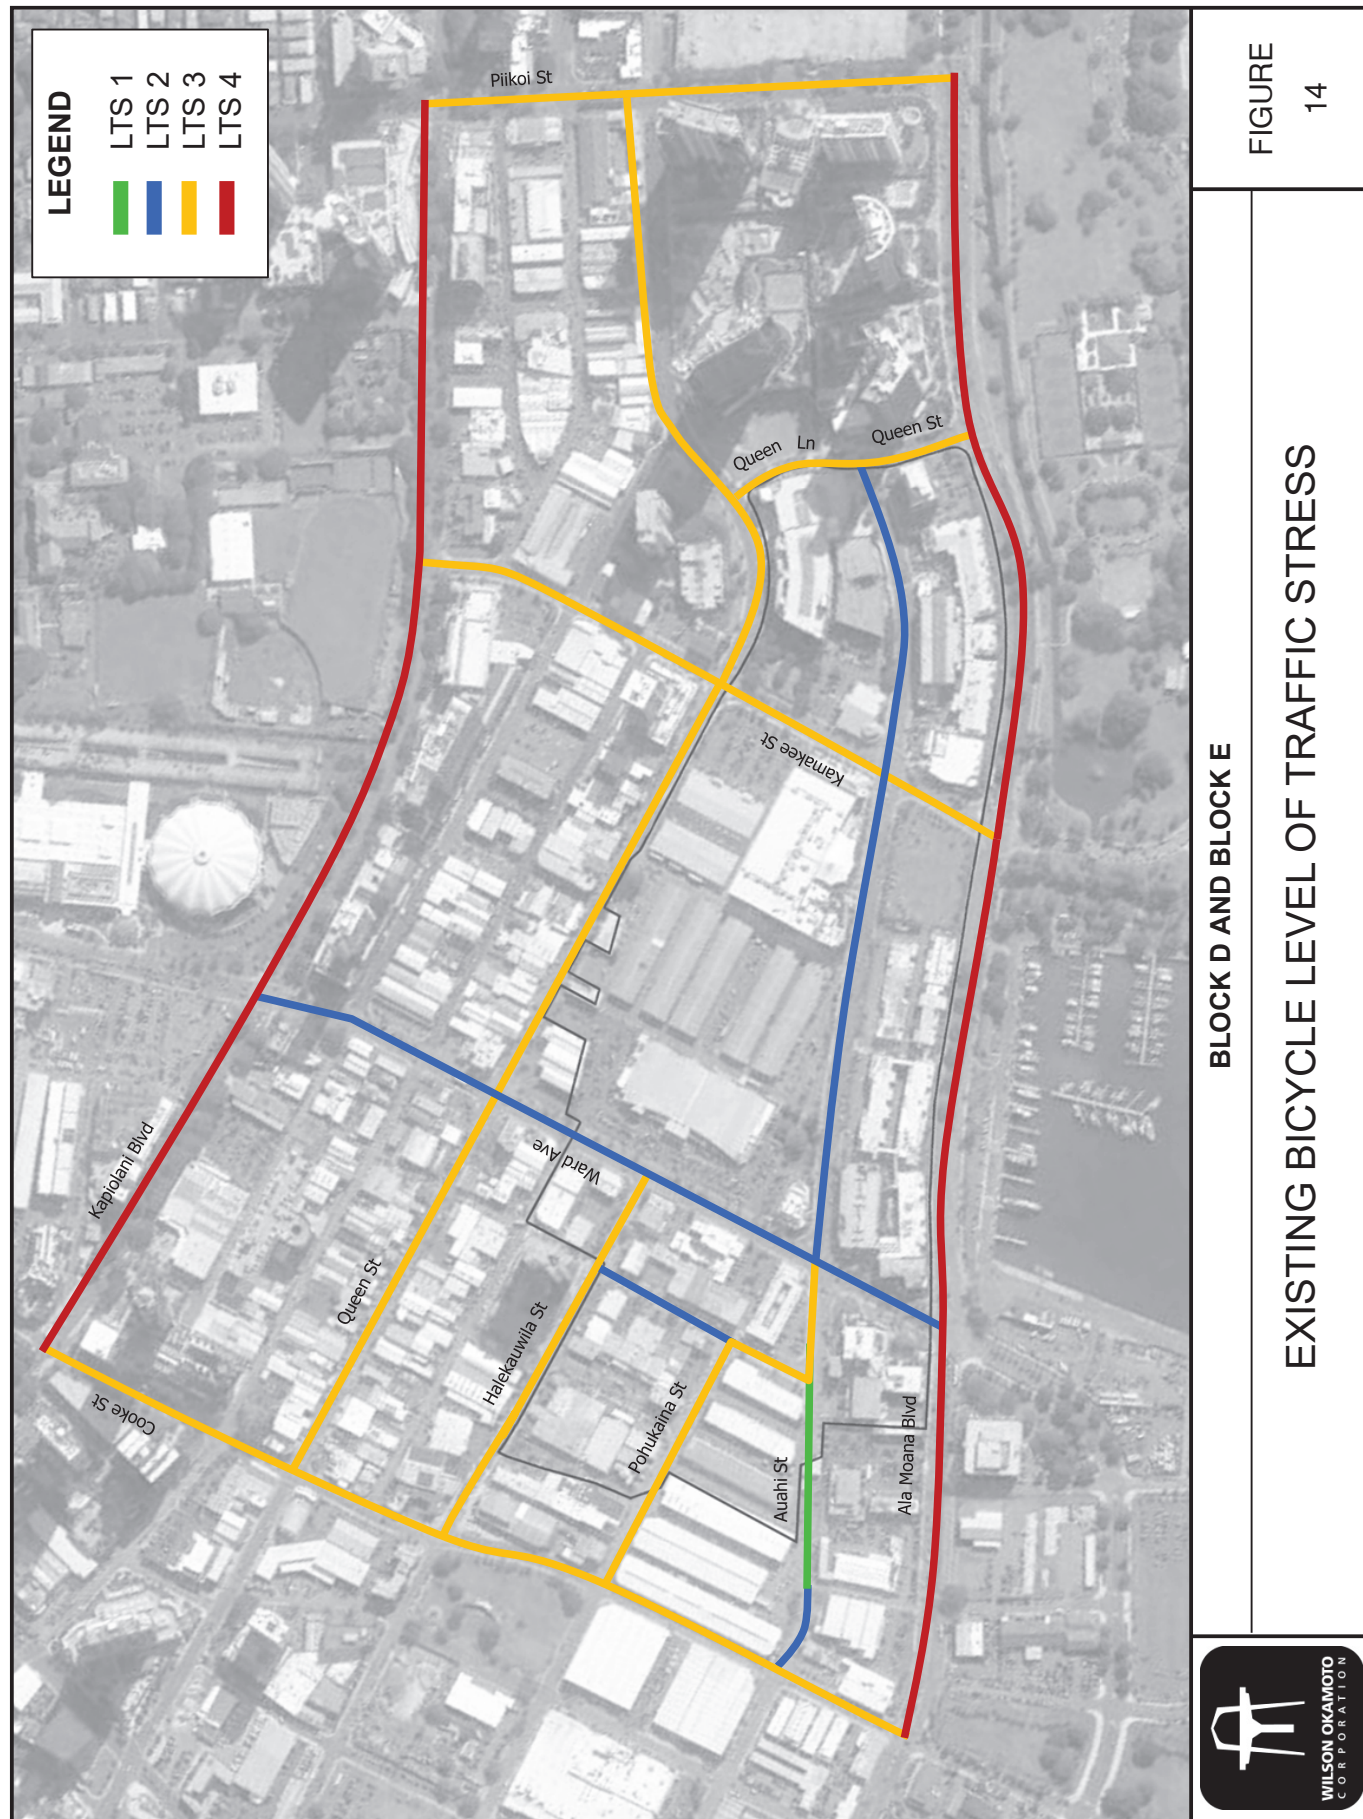 LEGEND
LTS 1
LTS 2
LTS 3
LTS 4
Piikoi St
Queen Ln
Queen St
Kamakee St
Kapiolani Blvd
Ward Ave
Queen St
Halekauwila St
Cooke St
Pohukaina St
Auahi St
Ala Moana Blvd
WILSON OKAMOTO
CORPORATION
BLOCK D AND BLOCK E
EXISTING BICYCLE LEVEL OF TRAFFIC STRESS
FIGURE
14